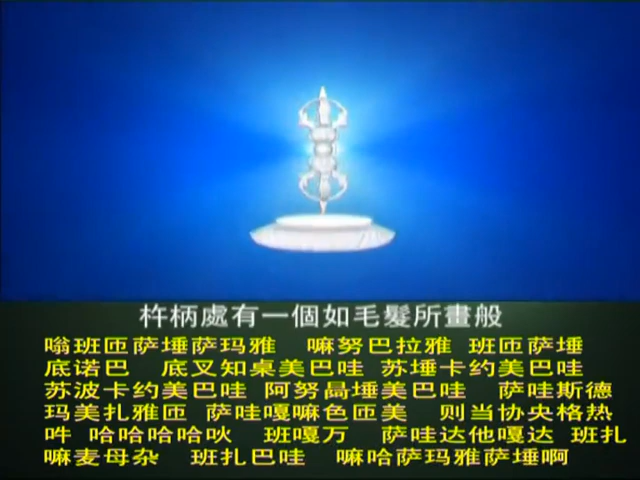 杵柄處有一個如毛髮所畫般
嗡班匝萨埵萨玛雅 嘛努巴拉雅 班匝萨埵
底诺巴 底叉知桌美巴哇 苏埵卡约美巴哇
苏波卡约美巴哇 阿努晑埵美巴哇 萨哇斯德
玛美扎雅匝 萨哇嘎嘛色匝美 则当协央格热
吽 哈哈哈哈吙 班嘎万 萨哇达他嘎达 班扎
嘛麦母杂 班扎巴哇 嘛哈萨玛雅萨埵啊